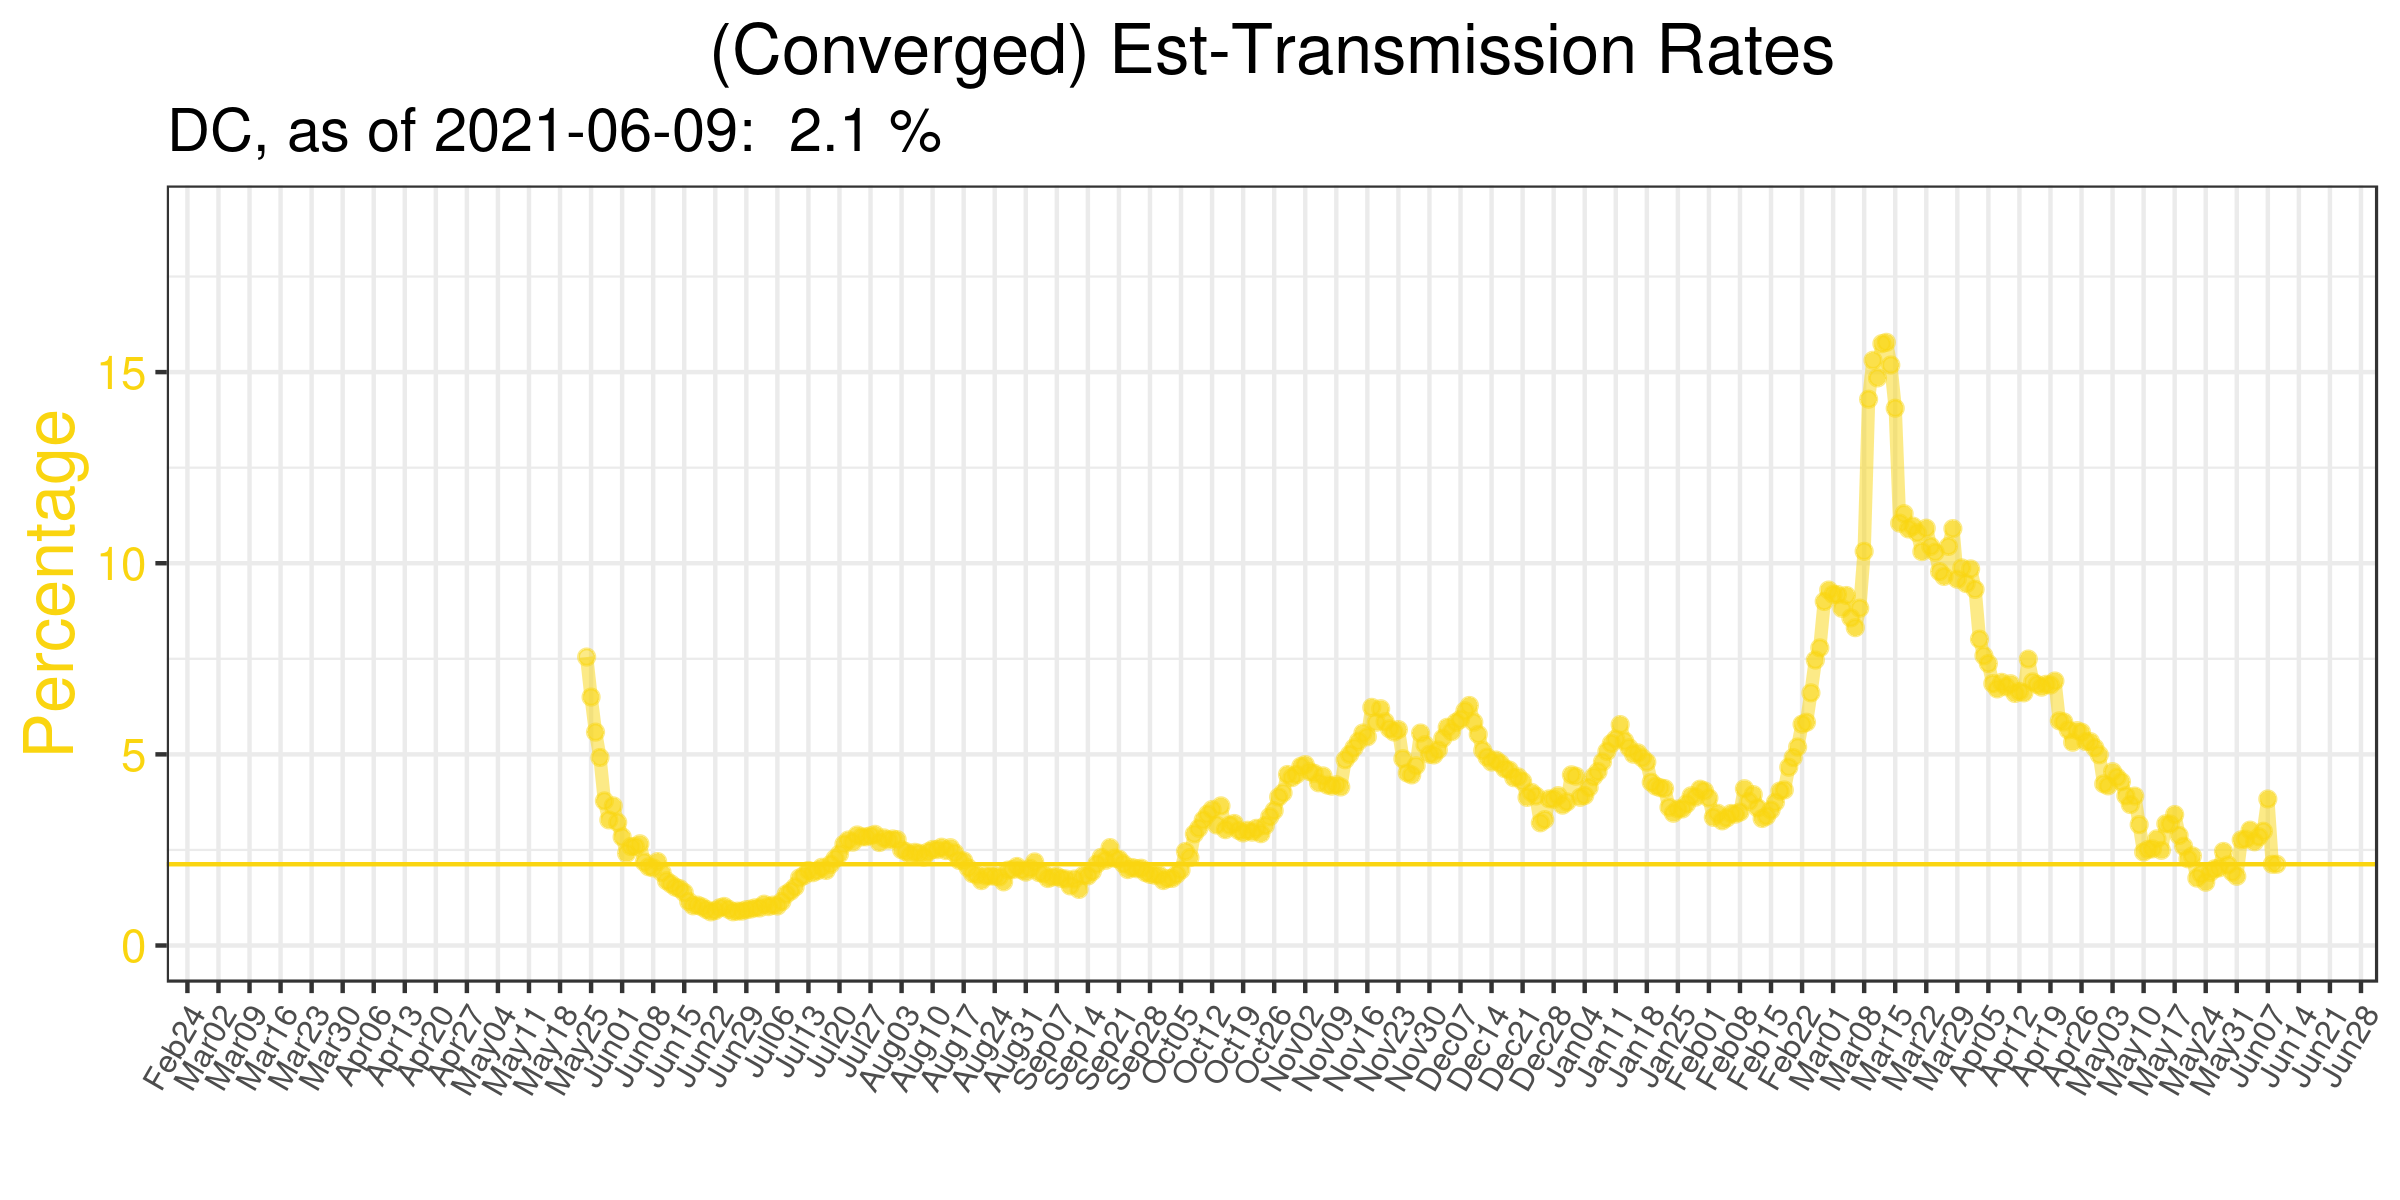 (Converged) Est-Transmission Rates
DC, as of 2021-06-09:  2.1 %
Percentage
15
10
5
0
Feb24
Mar02
Mar09
Mar16
Mar23
Mar30
Apr06
Apr13
Apr20
Apr27
May04
May11
May18
May25
Jun01
Jun08
Jun15
Jun22
Jun29
Jul06
Jul13
Jul20
Jul27
Aug03
Aug10
Aug17
Aug24
Aug31
Sep07
Sep14
Sep21
Sep28
Oct05
Oct12
Oct19
Oct26
Nov02
Nov09
Nov16
Nov23
Nov30
Dec07
Dec14
Dec21
Dec28
Jan04
Jan11
Jan18
Jan25
Feb01
Feb08
Feb15
Feb22
Mar01
Mar08
Mar15
Mar22
Mar29
Apr05
Apr12
Apr19
Apr26
May03
May10
May17
May24
May31
Jun07
Jun14
Jun21
Jun28